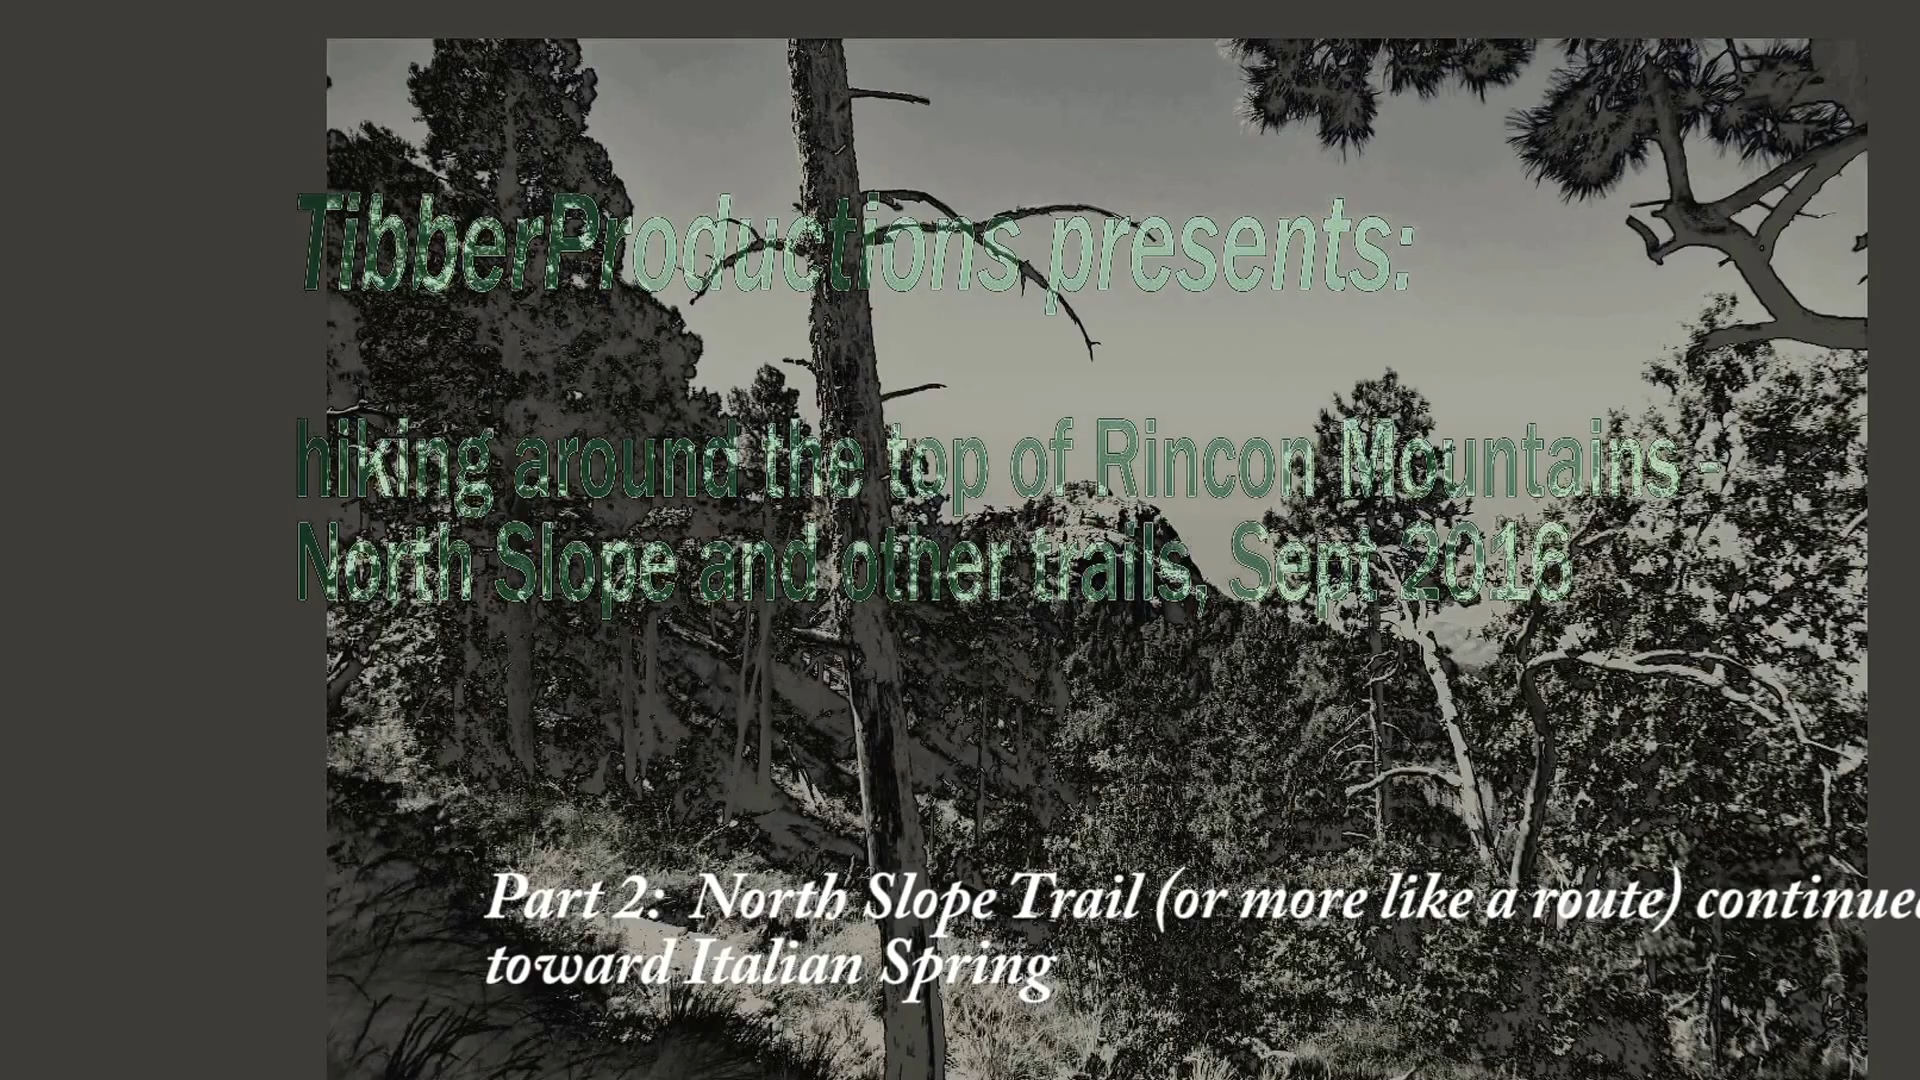 TibberProductions presents:
hiking around the top of Rincon Mountains -
North Slope and other trails, Sept 2016
Part 2:  North Slope Trail (or more like a route) continued
toward Italian Spring